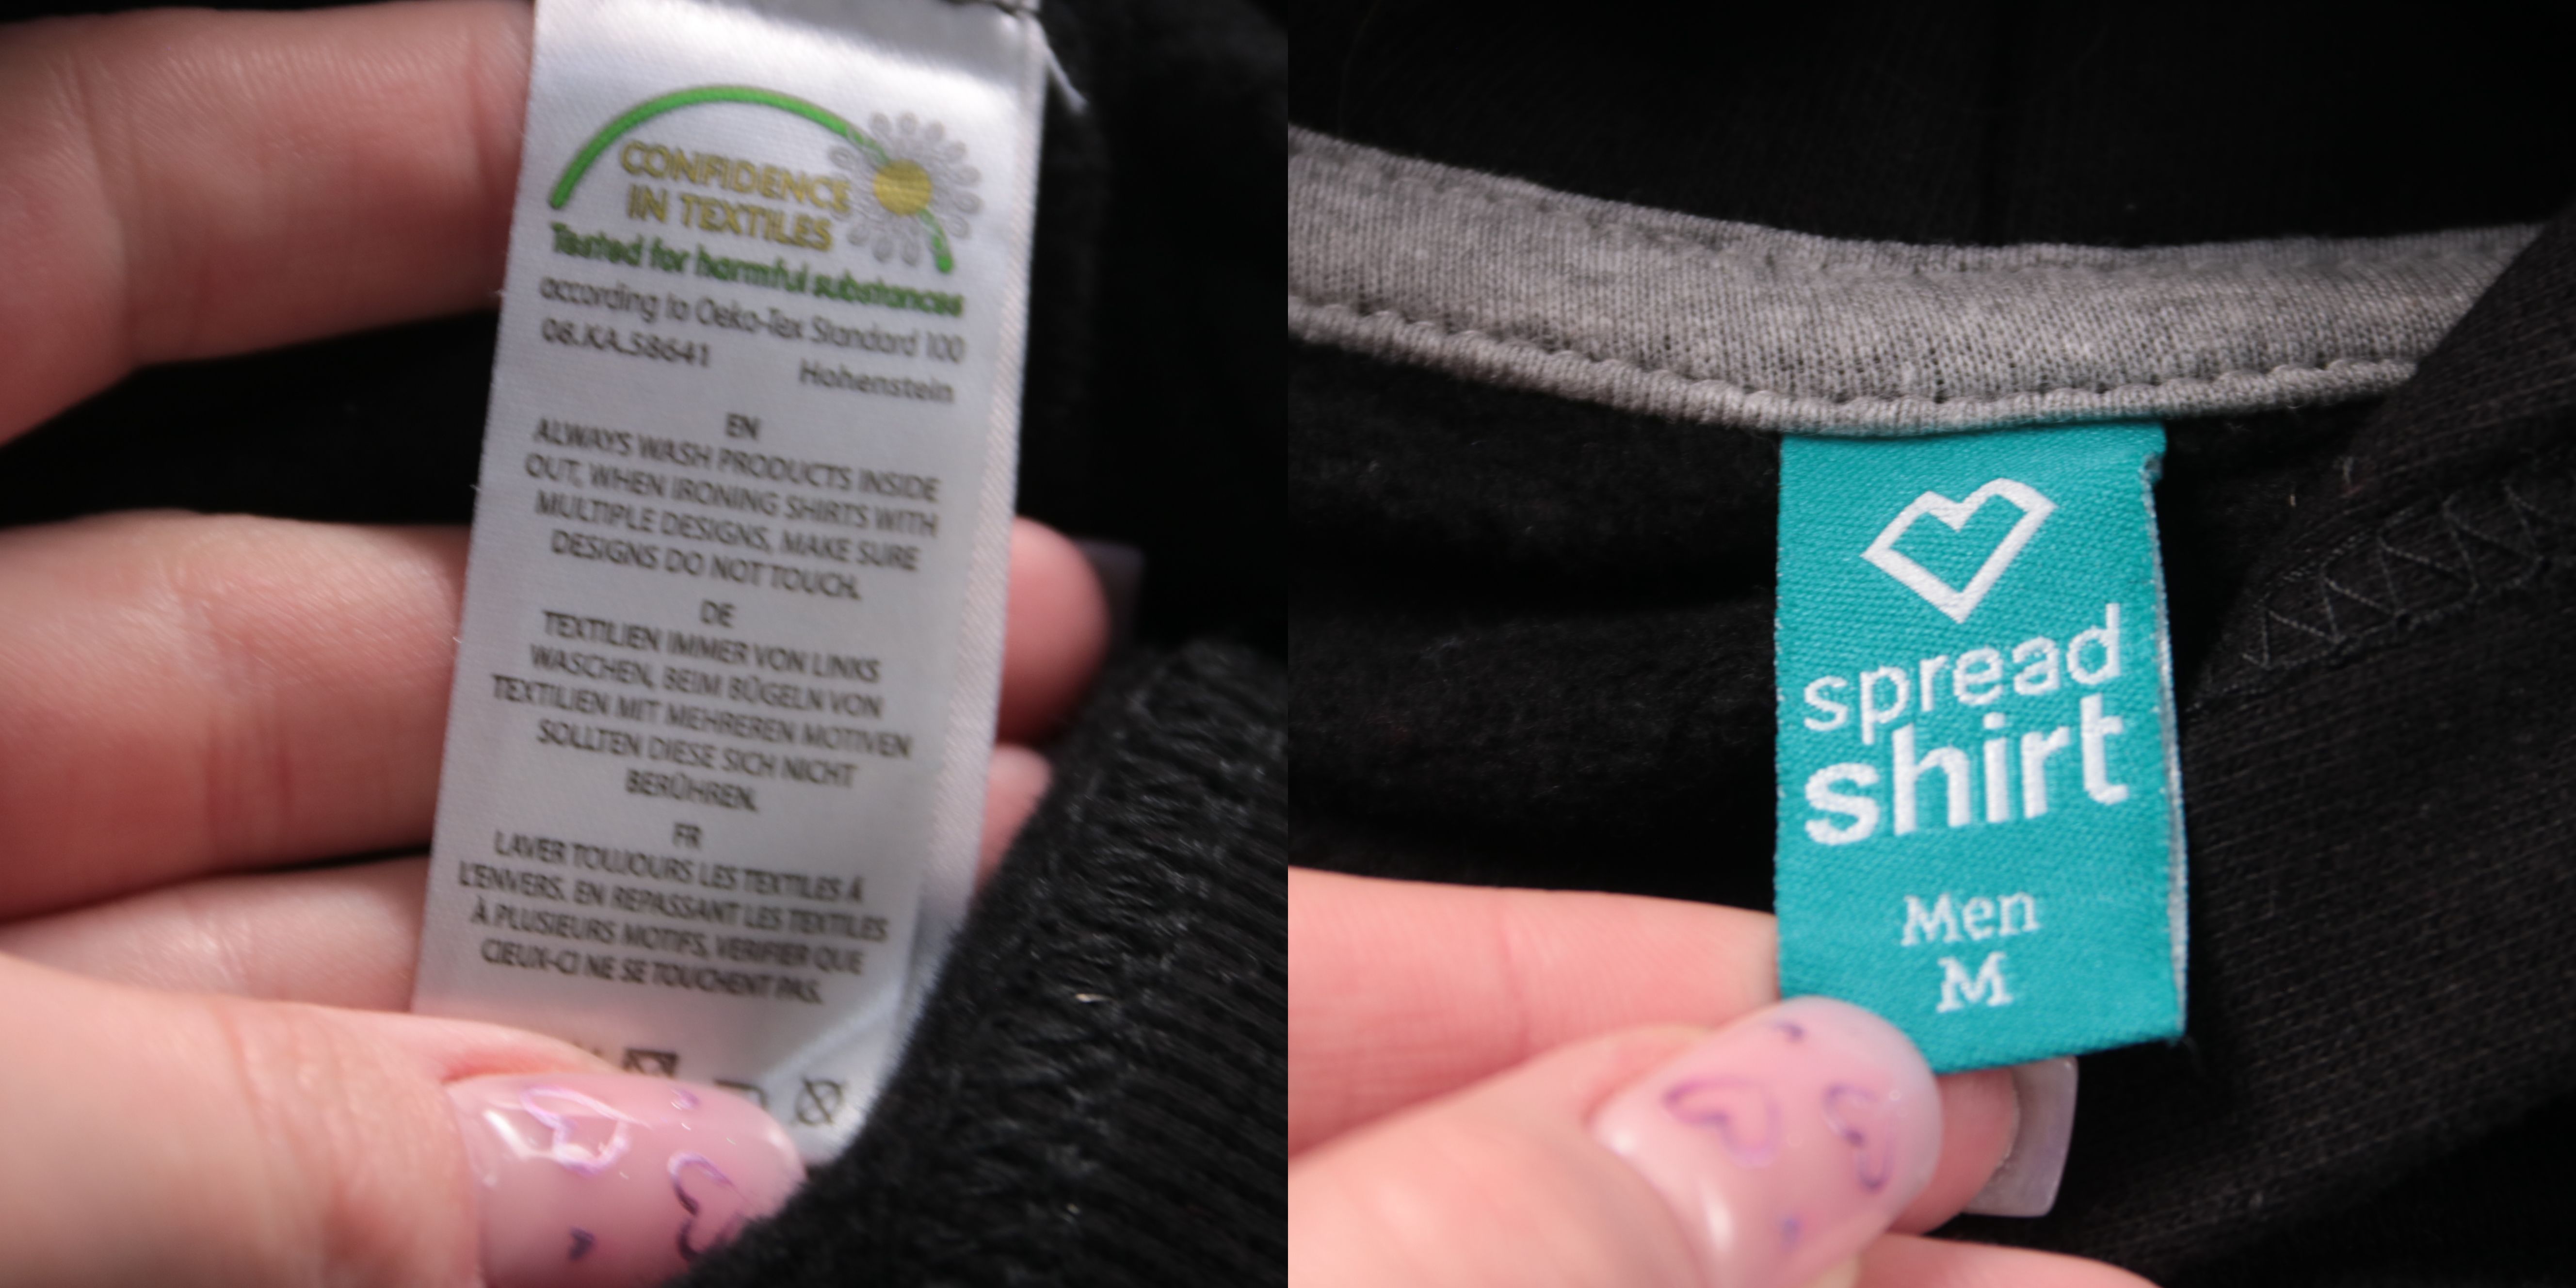 CONFIDENCE
IN TEXTILES
Tested for harmful substances
according to Oeko-Tex Standard 100
08.KA.58641
Hohenstein
EN
ALWAYS WASH PRODUCTS INSIDE
OUT, WHEN IRONING SHIRTS WITH
MULTIPLE DESIGNS, MAKE SURE
DESIGNS DO NOT TOUCH.
DE
TEXTILIEN IMMER VON LINKS
WASCHEN, BEIM BÜGELN VON
TEXTILIEN MIT MEHREREN MOTIVEN
SOLLTEN DIESE SICH NICHT
BERÜHREN.
FR
LAVER TOUJOURS LES TEXTILES À
L'ENVERS. EN REPASSANT LES TEXTILES
À PLUSIEURS MOTIFS, VERIFIER QUE
CIEUX-CI NE SE TOUCHENT PAS.
spread
shirt
Men
M